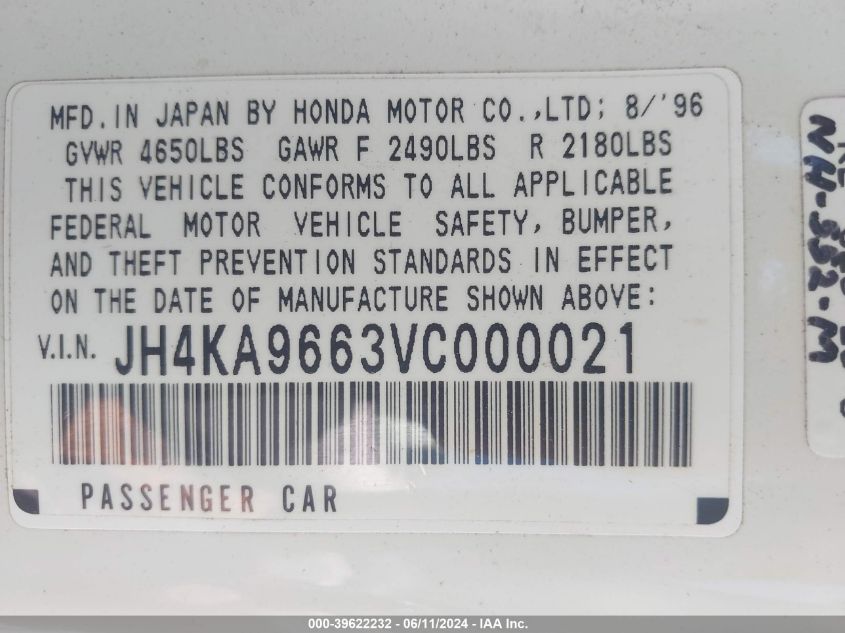 MFD. IN JAPAN BY HONDA MOTOR CO.,LTD; 8/'96
GVWR 4650LBS GAWR F 2490LBS R 2180LBS
THIS VEHICLE CONFORMS TO ALL APPLICABLE
FEDERAL MOTOR VEHICLE SAFETY, BUMPER,
AND THEFT PREVENTION STANDARDS IN EFFECT
ON THE DATE OF MANUFACTURE SHOWN ABOVE:
V.I.N. JH4KA9663VC000021
PASSENGER CAR
NH-552-M
000-39622232 - 06/11/2024 - IAA Inc.